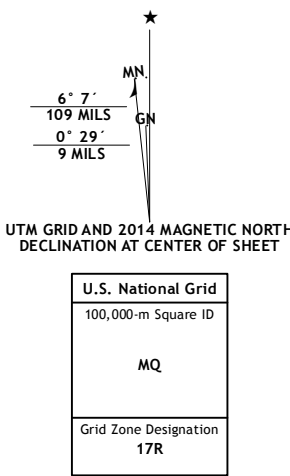 ★
MN.
GN
6° 7´
109 MILS
0° 29´
9 MILS
UTM GRID AND 2014 MAGNETIC NORTH
DECLINATION AT CENTER OF SHEET
U.S. National Grid
100,000-m Square ID
MQ
Grid Zone Designation
17R